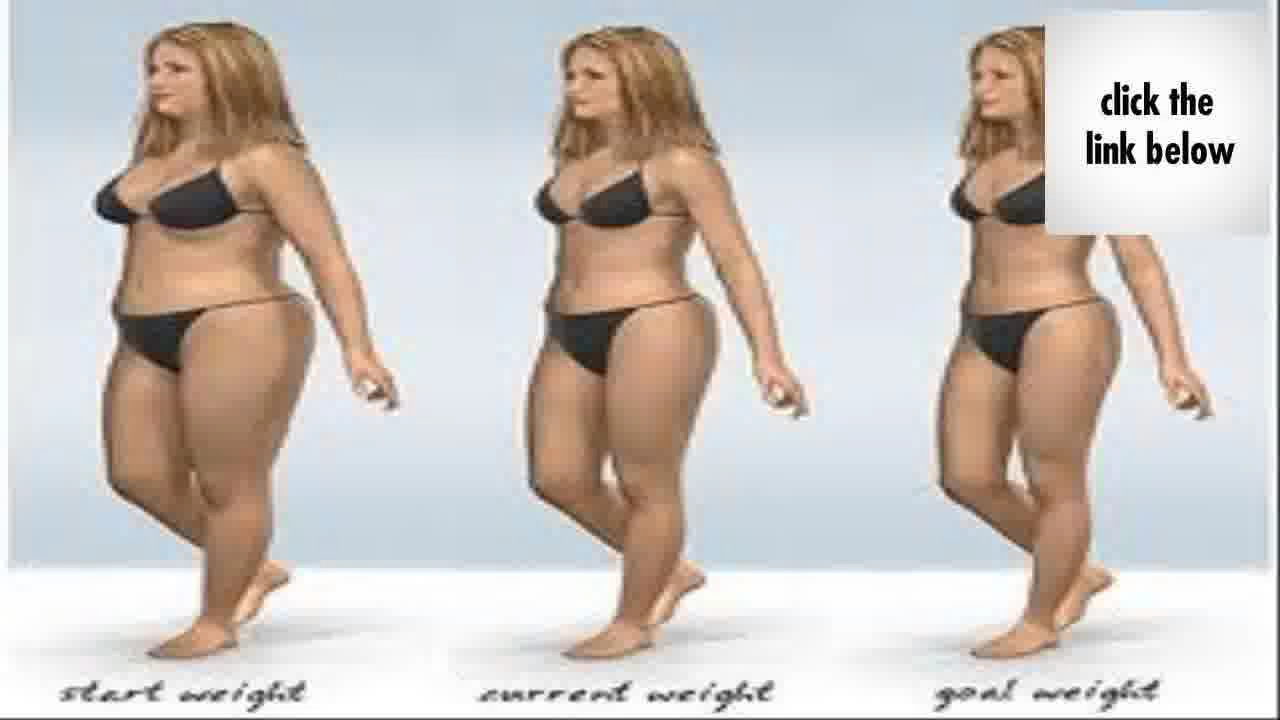 click the
link below
start weight
current weight
goal weight